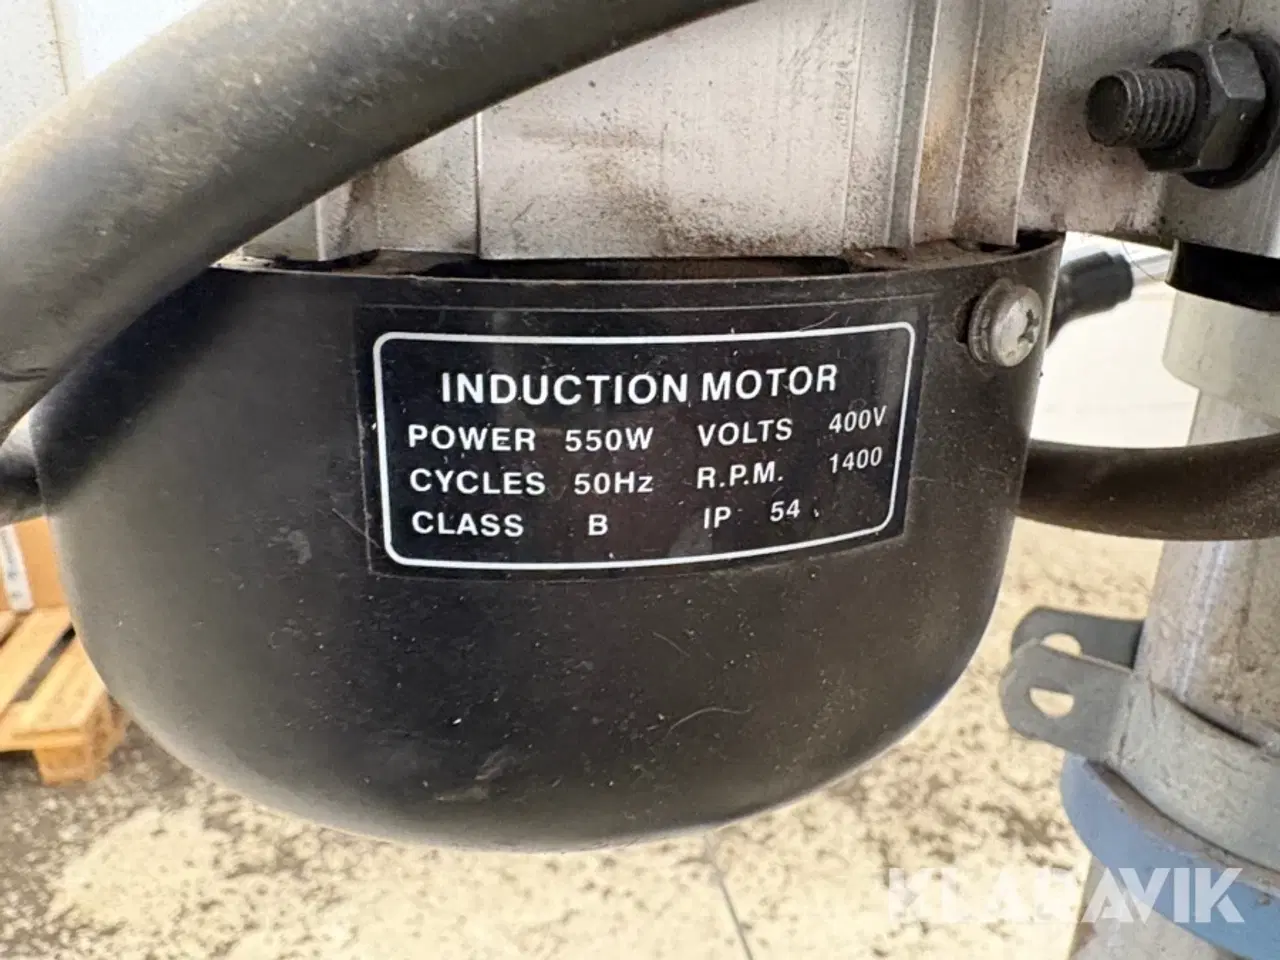 INDUCTION MOTOR
POWER 550W VOLTS 400V
CYCLES 50Hz R.P.M. 1400
CLASS B IP 54
KLARAVIK